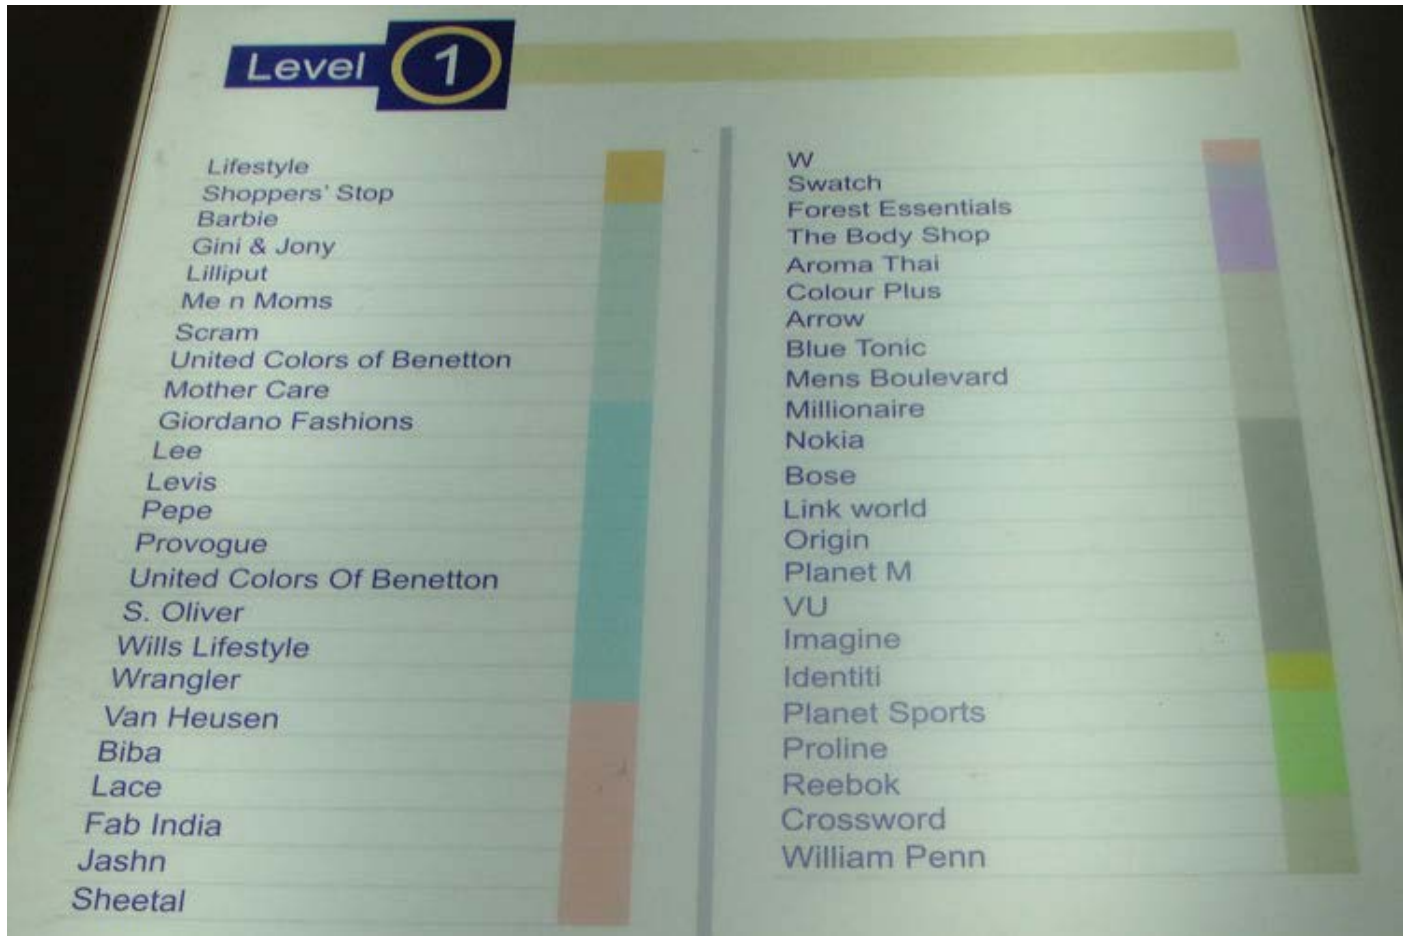 Level 1
Lifestyle
Shoppers' Stop
Barbie
Gini & Jony
Lilliput
Me n Moms
Scram
United Colors of Benetton
Mother Care
Giordano Fashions
Lee
Levis
Pepe
Provogue
United Colors Of Benetton
S. Oliver
Wills Lifestyle
Wrangler
Van Heusen
Biba
Lace
Fab India
Jashn
Sheetal
W
Swatch
Forest Essentials
The Body Shop
Aroma Thai
Colour Plus
Arrow
Blue Tonic
Mens Boulevard
Millionaire
Nokia
Bose
Link world
Origin
Planet M
VU
Imagine
Identiti
Planet Sports
Proline
Reebok
Crossword
William Penn